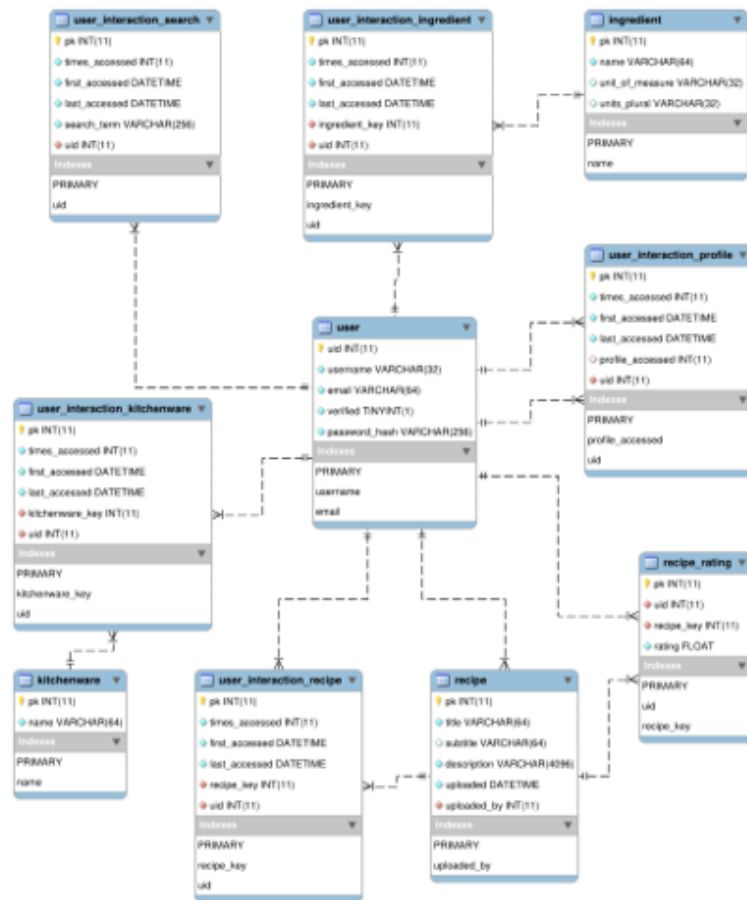 user_interaction_search
pk INT(11)
times_accessed INT(11)
first_accessed DATETIME
last_accessed DATETIME
search_term VARCHAR(256)
uid INT(11)
Indexes
PRIMARY
uid
user_interaction_ingredient
pk INT(11)
times_accessed INT(11)
first_accessed DATETIME
last_accessed DATETIME
ingredient_key INT(11)
uid INT(11)
Indexes
PRIMARY
ingredient_key
uid
ingredient
pk INT(11)
name VARCHAR(64)
unit_of_measure VARCHAR(32)
units_plural VARCHAR(32)
Indexes
PRIMARY
name
user_interaction_profile
pk INT(11)
times_accessed INT(11)
first_accessed DATETIME
last_accessed DATETIME
profile_accessed INT(11)
uid INT(11)
Indexes
PRIMARY
profile_accessed
uid
user
uid INT(11)
username VARCHAR(32)
email VARCHAR(64)
verified TINYINT(1)
password_hash VARCHAR(256)
Indexes
PRIMARY
username
email
user_interaction_kitchenware
pk INT(11)
times_accessed INT(11)
first_accessed DATETIME
last_accessed DATETIME
kitchenware_key INT(11)
uid INT(11)
Indexes
PRIMARY
kitchenware_key
uid
recipe_rating
pk INT(11)
uid INT(11)
recipe_key INT(11)
rating FLOAT
Indexes
PRIMARY
uid
recipe_key
kitchenware
pk INT(11)
name VARCHAR(64)
Indexes
PRIMARY
name
user_interaction_recipe
pk INT(11)
times_accessed INT(11)
first_accessed DATETIME
last_accessed DATETIME
recipe_key INT(11)
uid INT(11)
Indexes
PRIMARY
recipe_key
uid
recipe
pk INT(11)
title VARCHAR(64)
subtitle VARCHAR(64)
description VARCHAR(4096)
uploaded DATETIME
uploaded_by INT(11)
Indexes
PRIMARY
uploaded_by